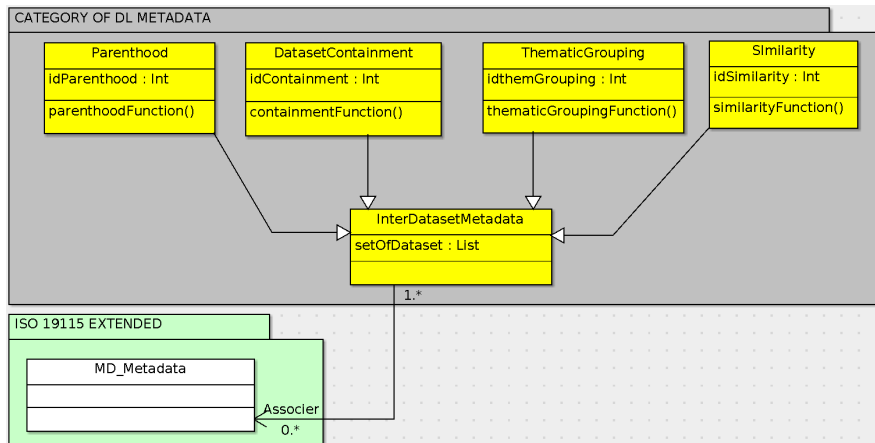 CATEGORY OF DL METADATA
Parenthood
idParenthood : Int
parenthoodFunction()
DatasetContainment
idContainment : Int
containmentFunction()
ThematicGrouping
idthemGrouping : Int
thematicGroupingFunction()
SImilarity
idSimilarity : Int
similarityFunction()
InterDatasetMetadata
setOfDataset : List
1.*
ISO 19115 EXTENDED
MD_Metadata
Associer
0.*